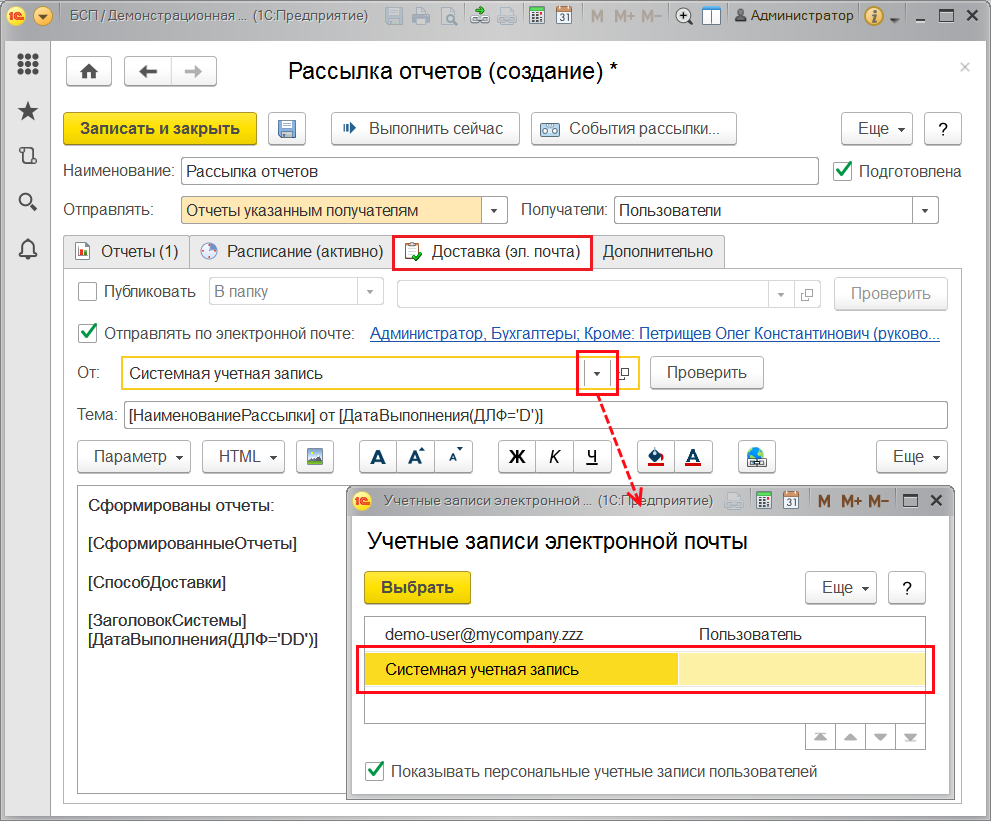 БСП / Демонстрационная ... (1С:Предприятие) 31 M M+ M- Администратор
Рассылка отчетов (создание) *
Записать и закрыть Выполнить сейчас События рассылки... Еще ?
Наименование: Рассылка отчетов Подготовлена
Отправлять: Отчеты указанным получателям Получатели: Пользователи
Отчеты (1) Расписание (активно) Доставка (эл. почта) Дополнительно
Публиковать В папку Проверить
Отправлять по электронной почте: Администратор, Бухгалтеры; Кроме: Петрищев Олег Константинович (руково...
От: Системная учетная запись Проверить
Тема: [НаименованиеРассылки] от [ДатаВыполнения(ДЛФ='D')]
Параметр HTML А А А Ж К Ч А Еще
Сформированы отчеты:
[СформированныеОтчеты]
[СпособДоставки]
[ЗаголовокСистемы]
[ДатаВыполнения(ДЛФ='DD')]
Учетные записи электронной ... (1С:Предприятие) 31 M M+ M-
Учетные записи электронной почты
Выбрать Еще ?
demo-user@mycompany.zzz Пользователь
Системная учетная запись
Показывать персональные учетные записи пользователей